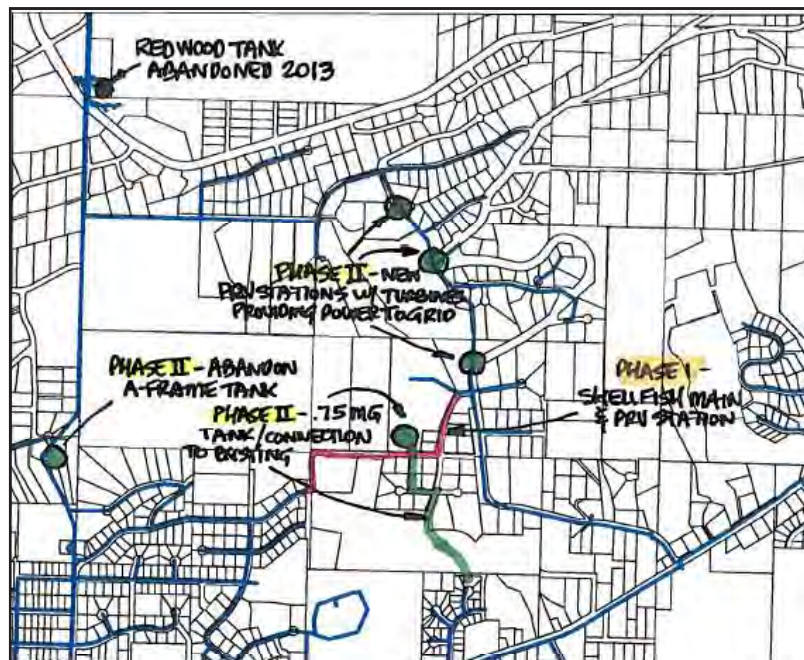 REDWOOD TANK
ABANDONED 2013
PHASE II - NEW
PRV STATIONS W/ TURBINES
PROVIDING POWER TO GRID
PHASE II - ABANDON
A-FRAME TANK
PHASE II - .75 MG
TANK/CONNECTION
TO EXISTING
PHASE I -
SHELLFISH MAIN
& PRV STATION